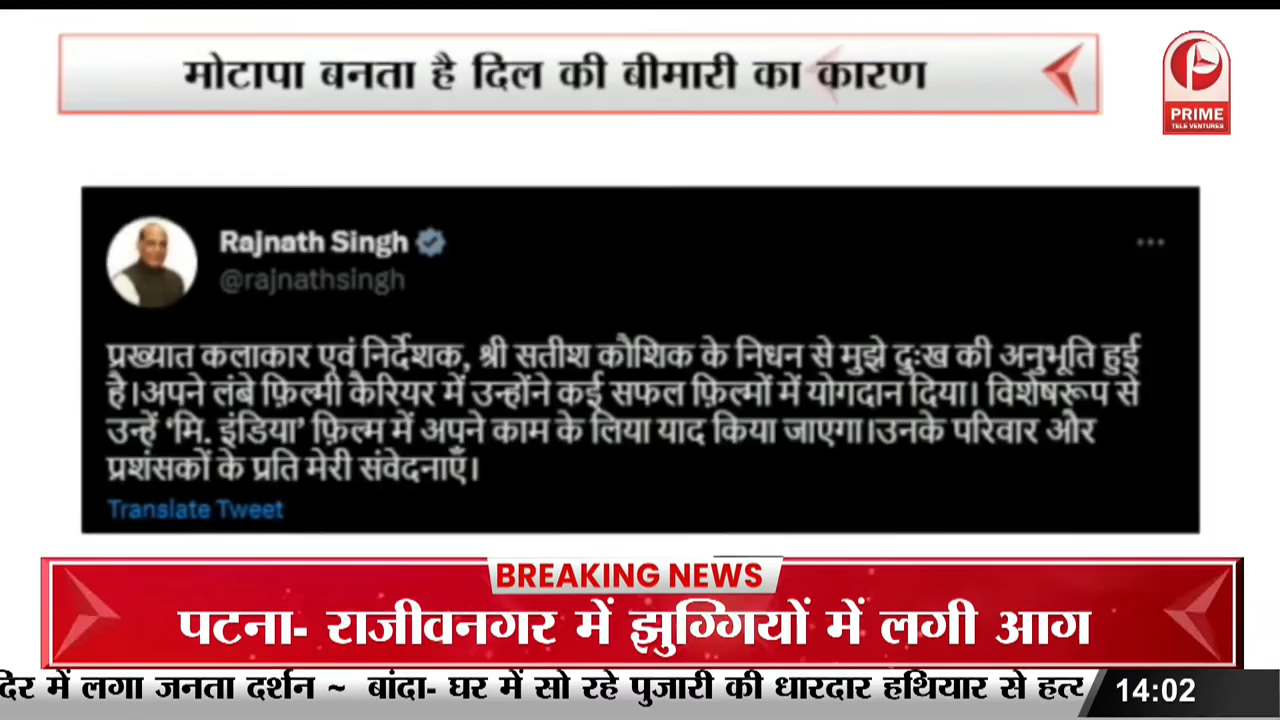 मोटापा बनता है दिल की बीमारी का कारण
PRIME
TELE VENTURES
Rajnath Singh
@rajnathsingh
प्रख्यात कलाकार एवं निर्देशक, श्री सतीश कौशिक के निधन से मुझे दुःख की अनुभूति हुई
है।अपने लंबे फ़िल्मी कैरियर में उन्होंने कई सफल फ़िल्मों में योगदान दिया। विशेषरूप से
उन्हें ‘मि. इंडिया’ फ़िल्म में अपने काम के लिया याद किया जाएगा।उनके परिवार और
प्रशंसकों के प्रति मेरी संवेदनाएँ।
Translate Tweet
BREAKING NEWS
पटना- राजीवनगर में झुग्गियों में लगी आग
दिर में लगा जनता दर्शन ~ बांदा- घर में सो रहे पुजारी की धारदार हथियार से हत्
14:02